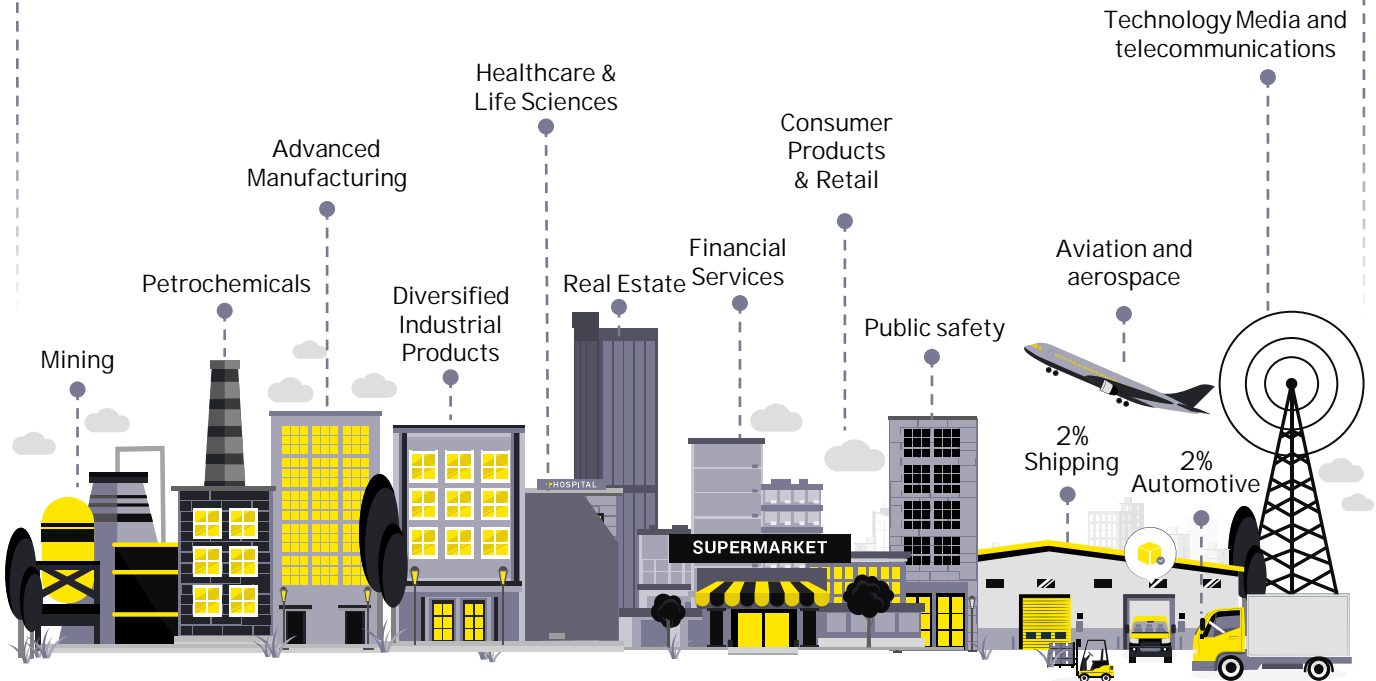 Technology Media and
telecommunications
Healthcare &
Life Sciences
Consumer
Products
& Retail
Advanced
Manufacturing
Financial
Services
Aviation and
aerospace
Petrochemicals
Real Estate
Diversified
Industrial
Products
Public safety
Mining
2%
Shipping
2%
Automotive
HOSPITAL
SUPERMARKET